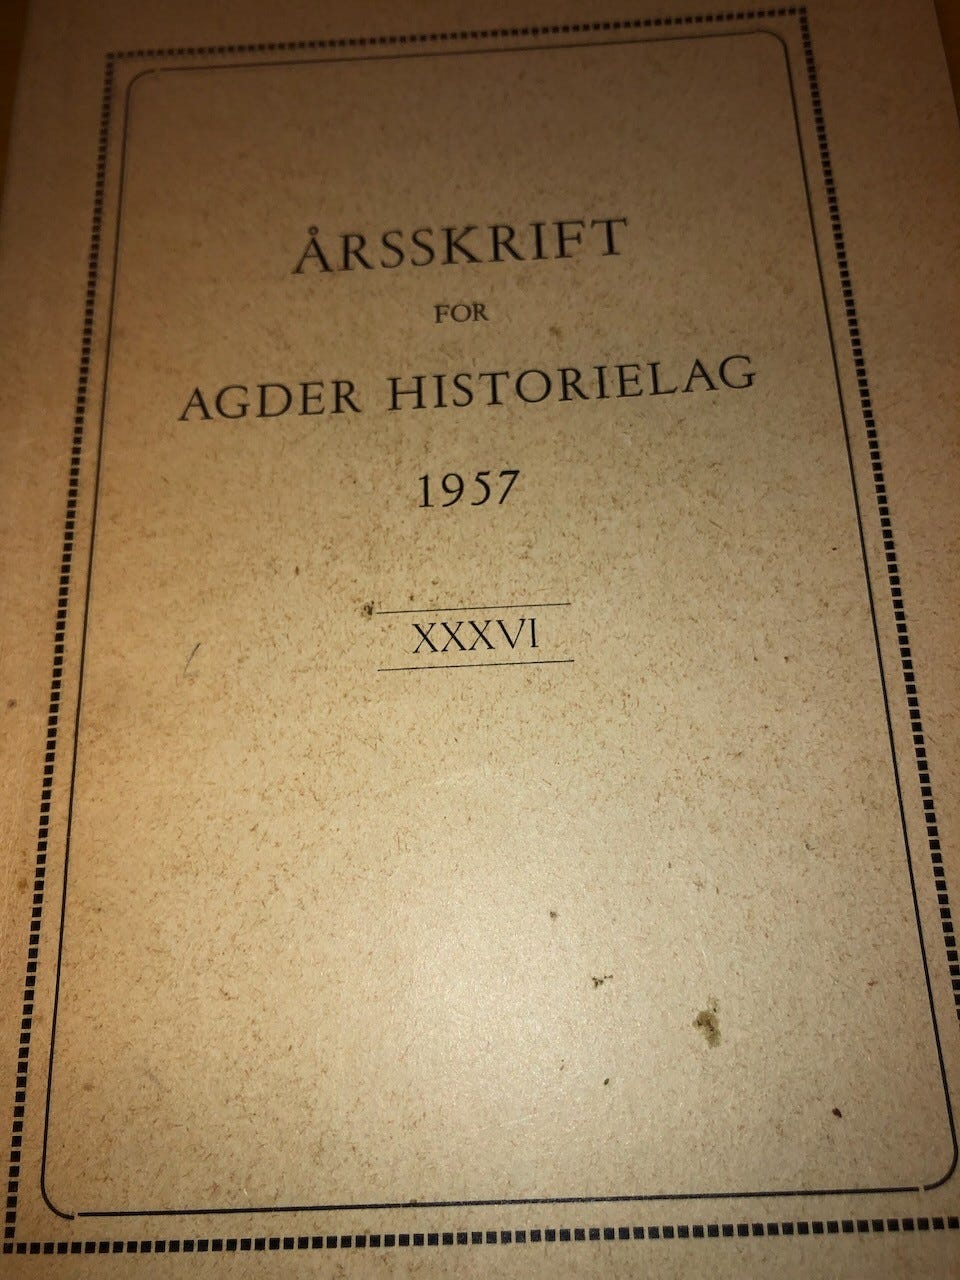 ÅRSSKRIFT
FOR
AGDER HISTORIELAG
1957
XXXVI